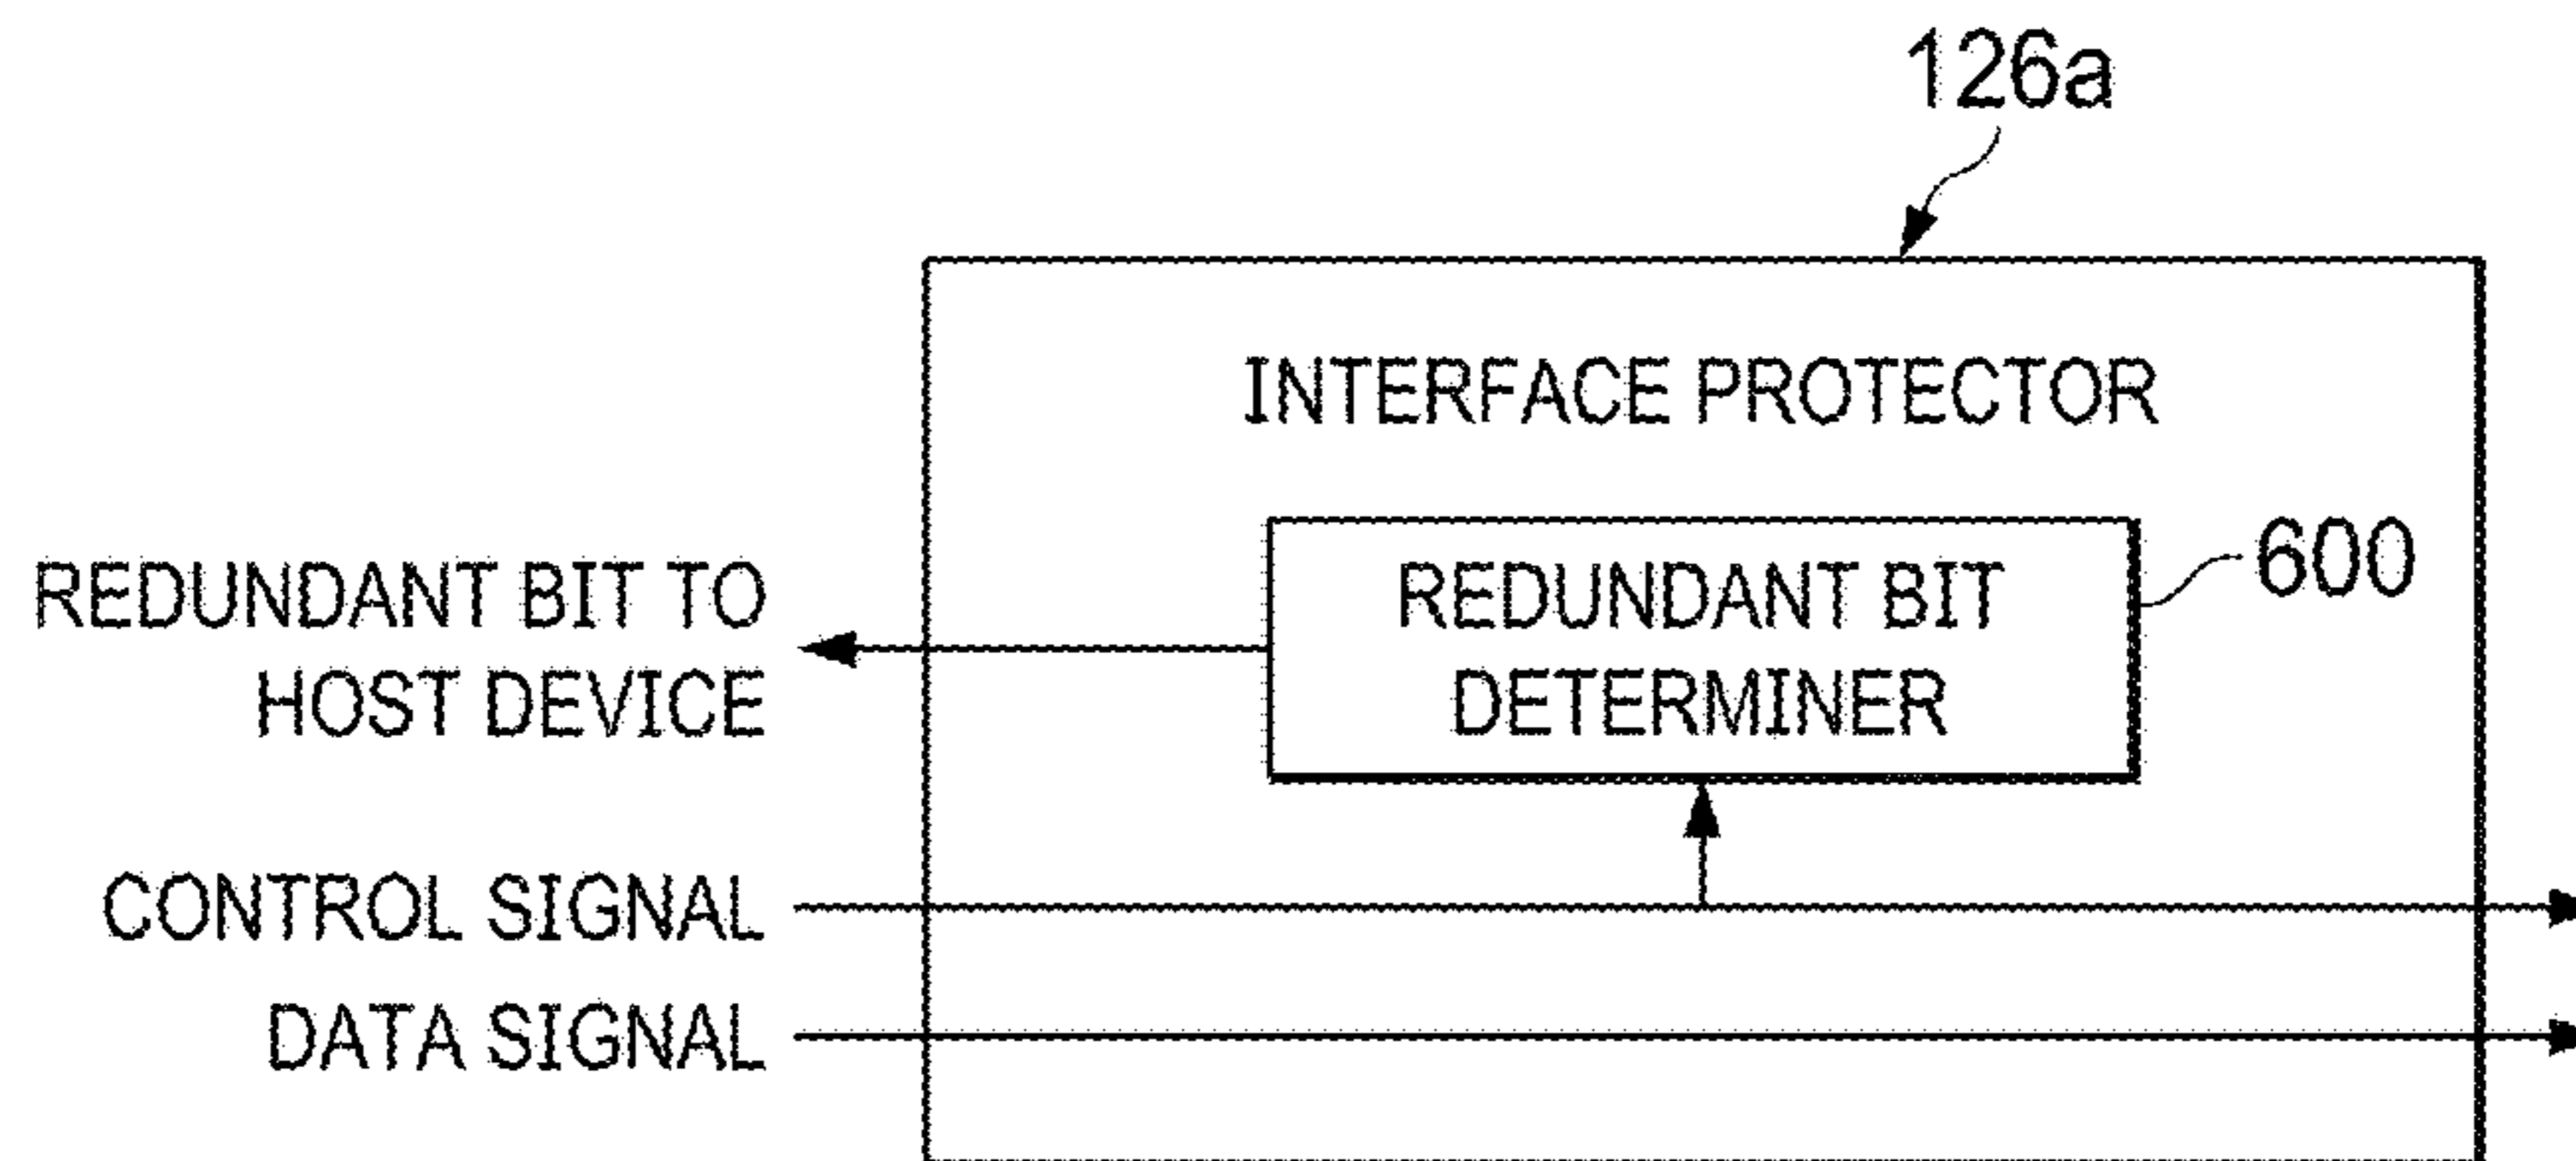 126a
INTERFACE PROTECTOR
REDUNDANT BIT TO
HOST DEVICE
REDUNDANT BIT
DETERMINER
600
CONTROL SIGNAL
DATA SIGNAL